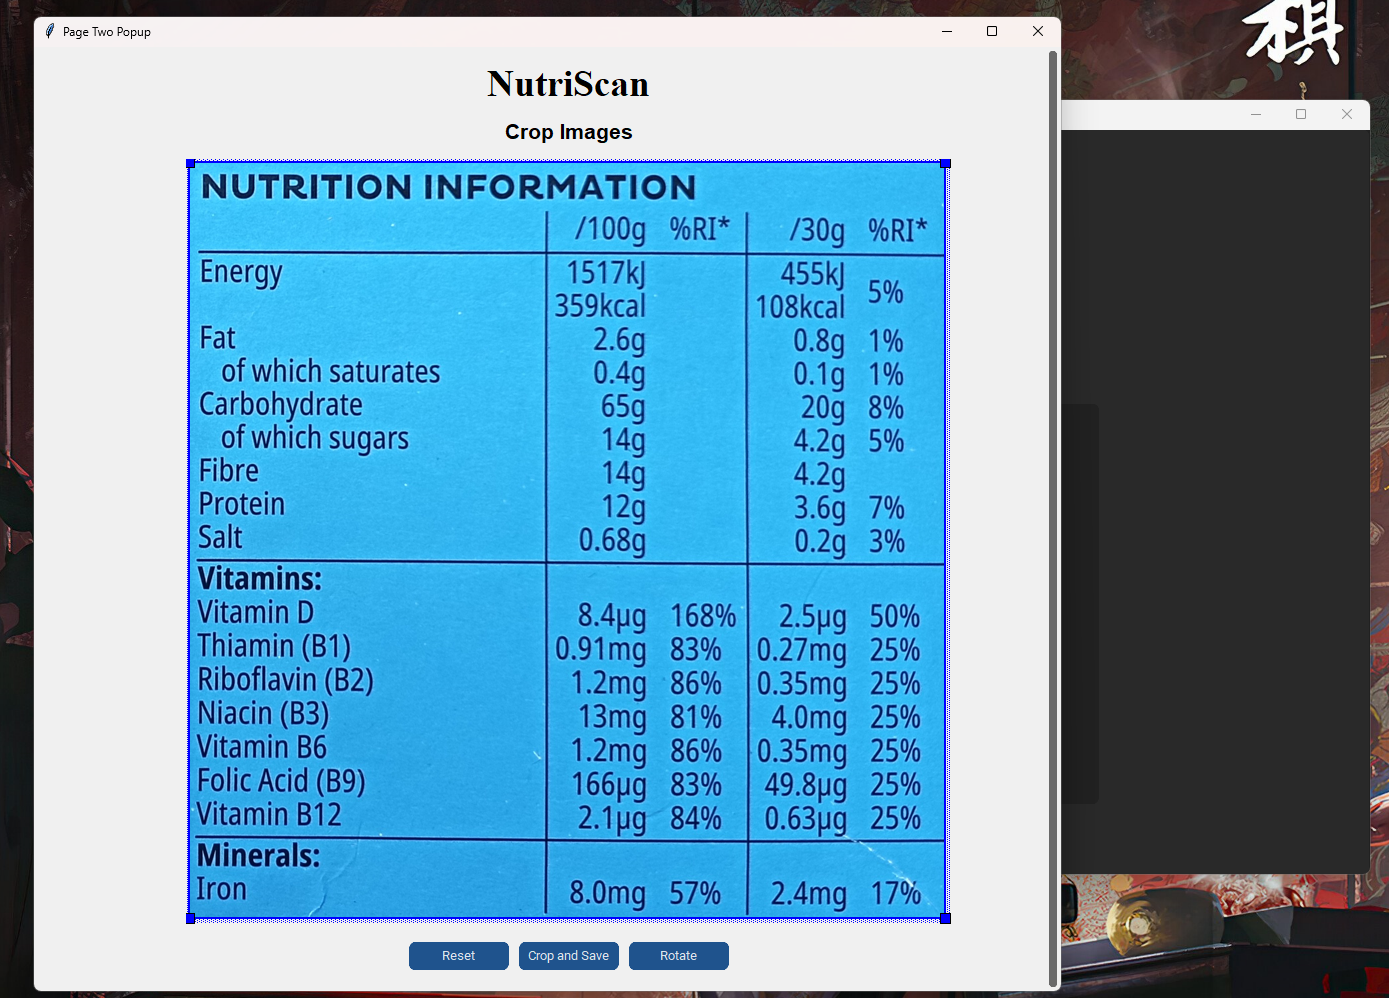 Page Two Popup
祺
NutriScan
Crop Images
NUTRITION INFORMATION
/100g %RI* /30g %RI*
Energy 1517kJ 455kJ 5%
359kcal 108kcal
Fat 2.6g 0.8g 1%
of which saturates 0.4g 0.1g 1%
Carbohydrate 65g 20g 8%
of which sugars 14g 4.2g 5%
Fibre 14g 4.2g
Protein 12g 3.6g 7%
Salt 0.68g 0.2g 3%
Vitamins:
Vitamin D 8.4µg 168% 2.5µg 50%
Thiamin (B1) 0.91mg 83% 0.27mg 25%
Riboflavin (B2) 1.2mg 86% 0.35mg 25%
Niacin (B3) 13mg 81% 4.0mg 25%
Vitamin B6 1.2mg 86% 0.35mg 25%
Folic Acid (B9) 166µg 83% 49.8µg 25%
Vitamin B12 2.1µg 84% 0.63µg 25%
Minerals:
Iron 8.0mg 57% 2.4mg 17%
Reset Crop and Save Rotate